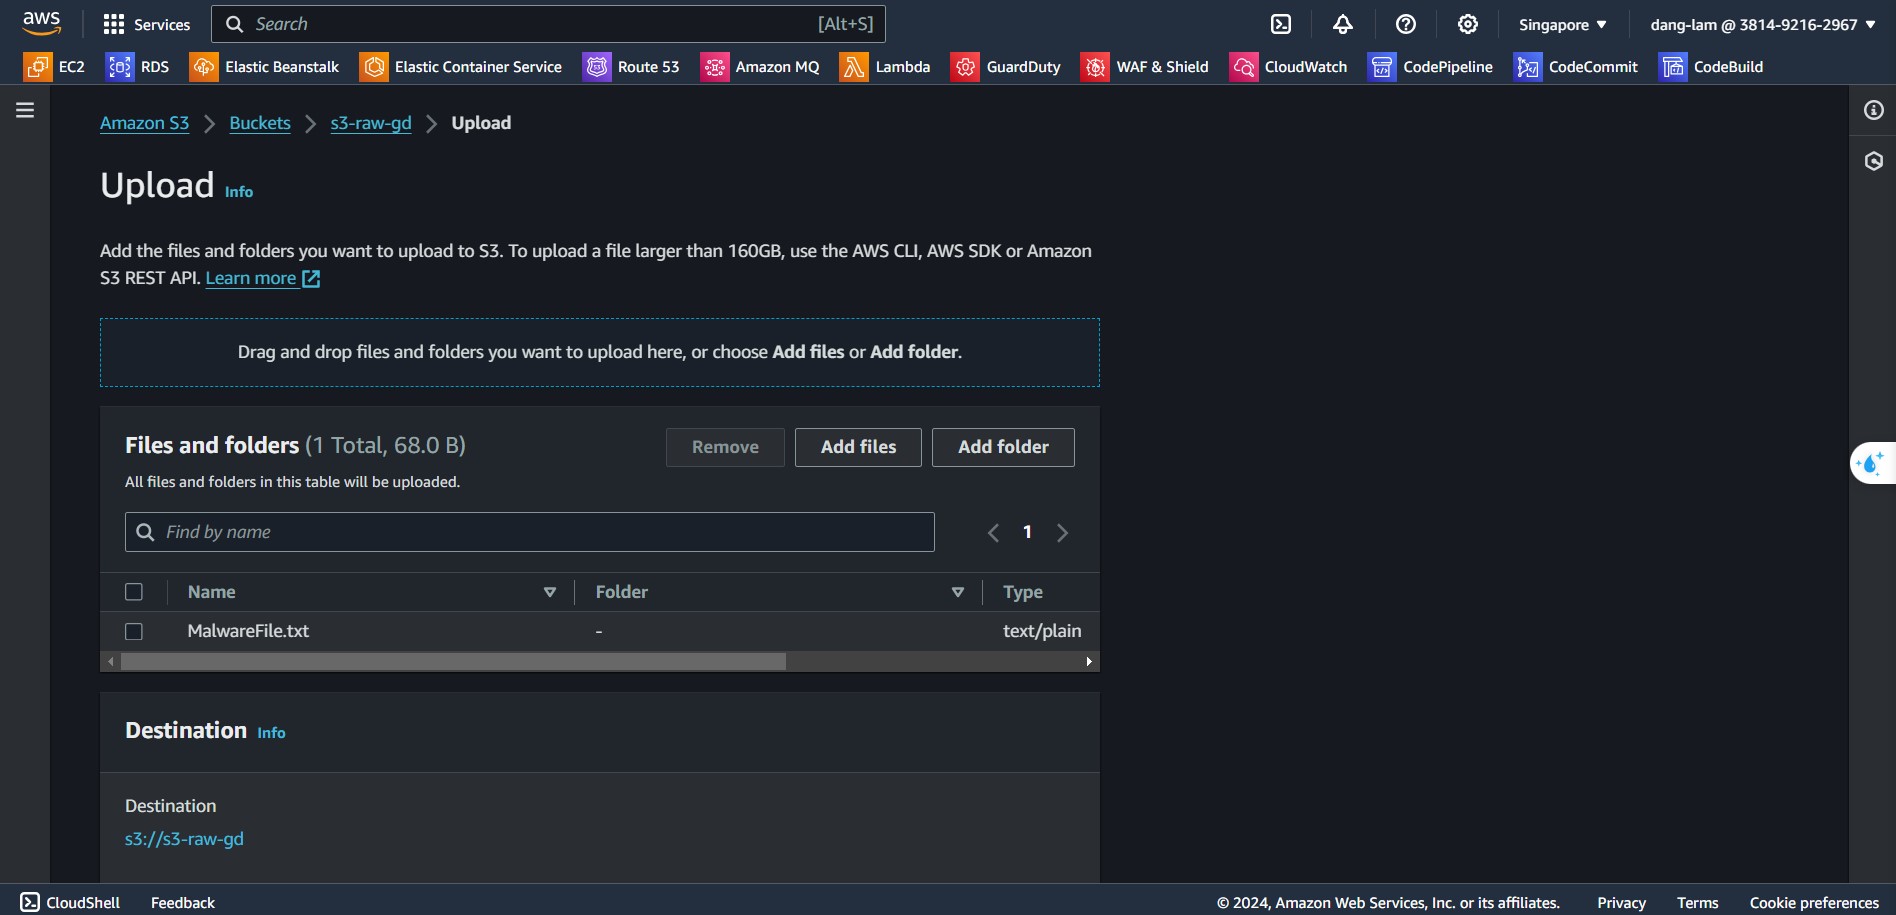 aws
Services
Search
[Alt+S]
Singapore
dang-lam @ 3814-9216-2967
EC2
RDS
Elastic Beanstalk
Elastic Container Service
Route 53
Amazon MQ
Lambda
GuardDuty
WAF & Shield
CloudWatch
CodePipeline
CodeCommit
CodeBuild
Amazon S3
Buckets
s3-raw-gd
Upload
Upload
Info
Add the files and folders you want to upload to S3. To upload a file larger than 160GB, use the AWS CLI, AWS SDK or Amazon
S3 REST API. Learn more
Drag and drop files and folders you want to upload here, or choose Add files or Add folder.
Files and folders (1 Total, 68.0 B)
Remove
Add files
Add folder
All files and folders in this table will be uploaded.
Find by name
1
Name
Folder
Type
MalwareFile.txt
-
text/plain
Destination
Info
Destination
s3://s3-raw-gd
CloudShell
Feedback
© 2024, Amazon Web Services, Inc. or its affiliates.
Privacy
Terms
Cookie preferences